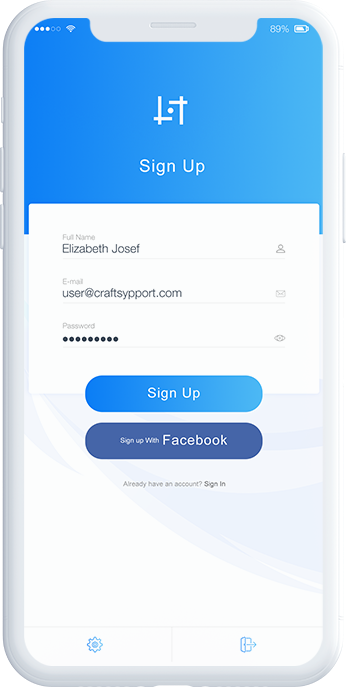 89%
Sign Up
Full Name
Elizabeth Josef
E-mail
user@craftsypport.com
Password
Sign Up
Sign up With Facebook
Already have an account? Sign In